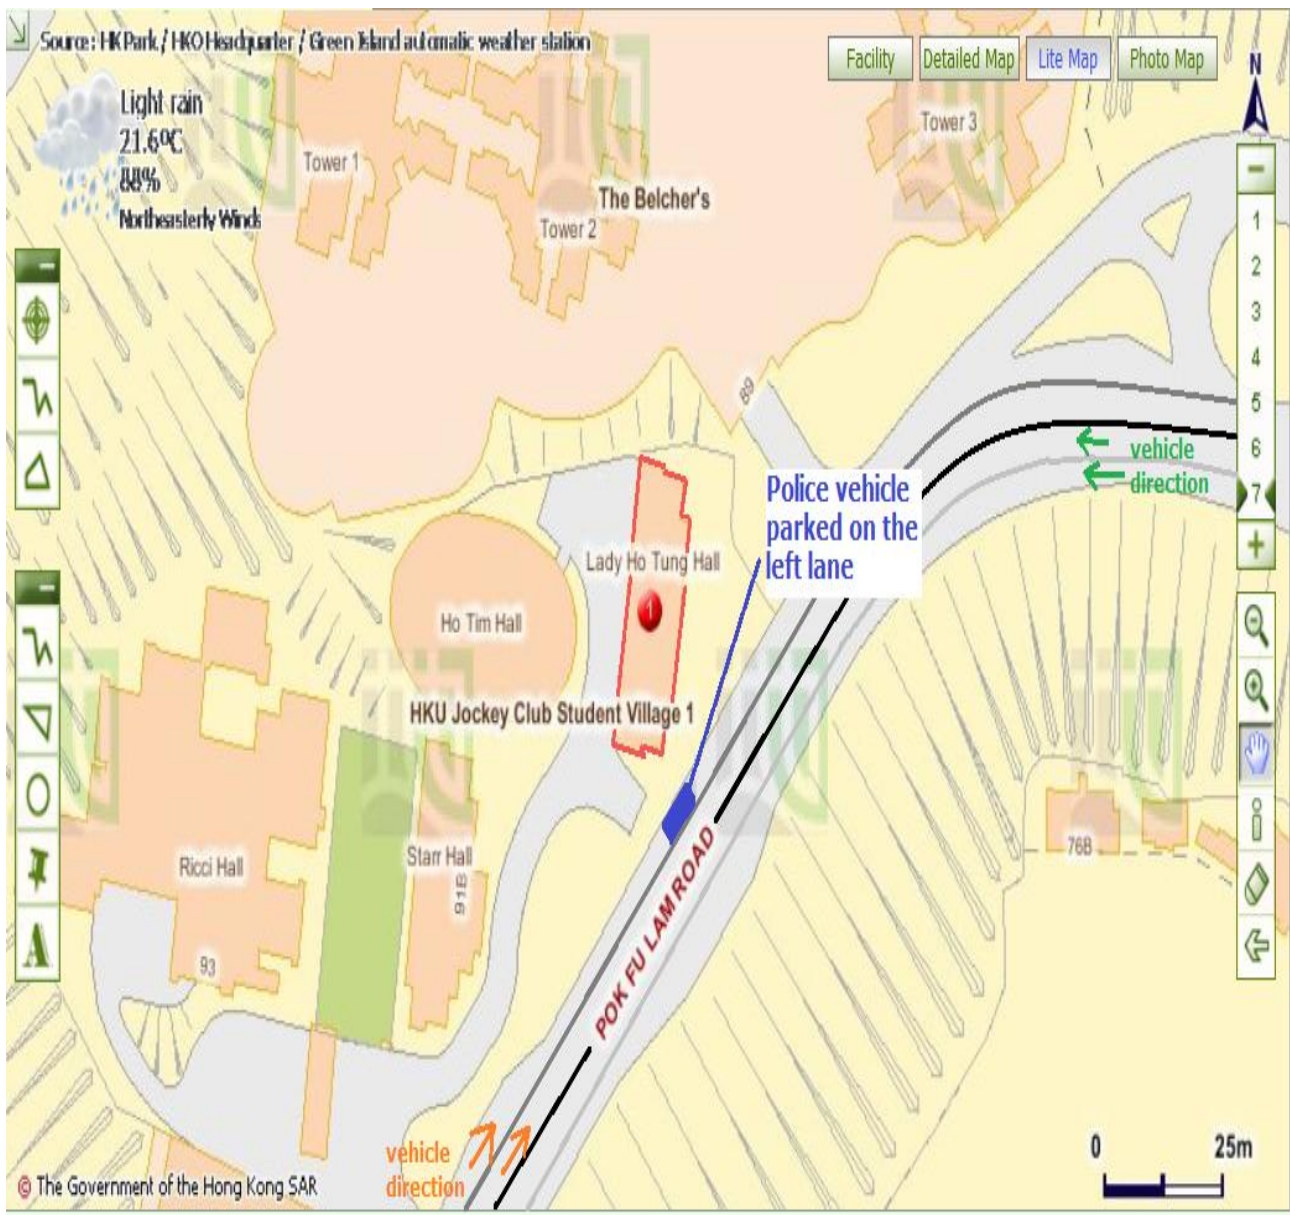 Source : HK Park / HKO Headquarter / Green Island automatic weather station
Facility
Detailed Map
Lite Map
Photo Map
N
Light rain
21.6ºC
88%
Northeasterly Winds
Tower 1
Tower 2
Tower 3
The Belcher's
1
2
3
4
5
6
7
89
vehicle
direction
Police vehicle
parked on the
left lane
Lady Ho Tung Hall
1
Ho Tim Hall
HKU Jockey Club Student Village 1
Ricci Hall
Starr Hall
91B
93
76B
POK FU LAM ROAD
vehicle
direction
A
0 25m
© The Government of the Hong Kong SAR